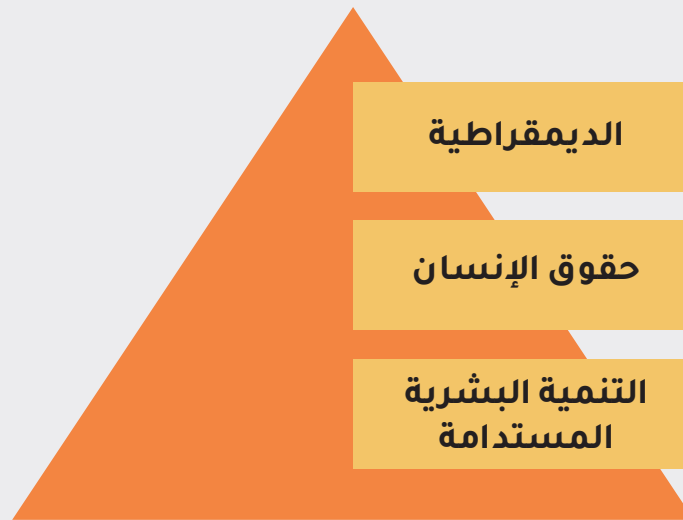 الديمقراطية
حقوق الإنسان
التنمية البشرية
المستدامة